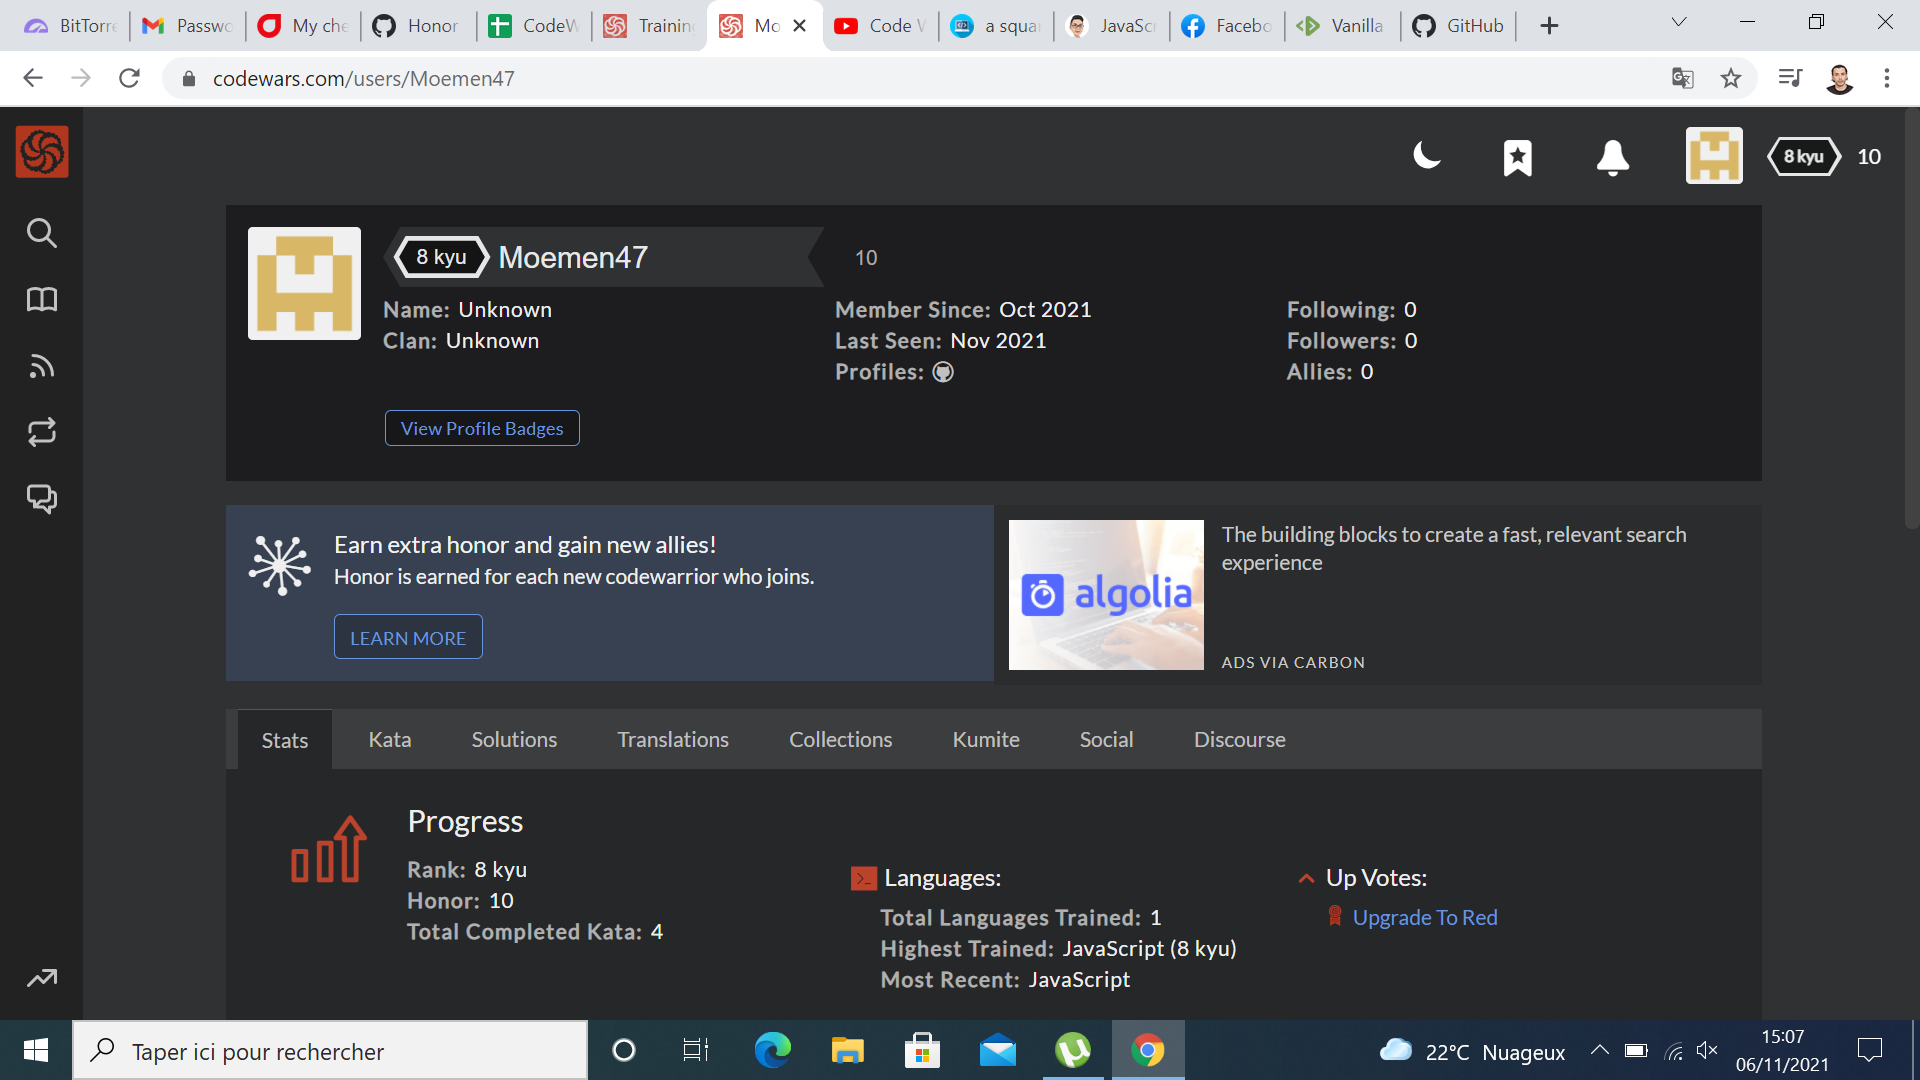 BitTorre
Passwo
My che
Honor
CodeW
Training
Mo
Code W
a squar
JavaScr
Facebo
Vanilla
GitHub
codewars.com/users/Moemen47
8 kyu 10
8 kyu Moemen47 10
Name: Unknown
Clan: Unknown
Member Since: Oct 2021
Last Seen: Nov 2021
Profiles:
Following: 0
Followers: 0
Allies: 0
View Profile Badges
Earn extra honor and gain new allies!
Honor is earned for each new codewarrior who joins.
LEARN MORE
algolia
The building blocks to create a fast, relevant search
experience
ADS VIA CARBON
Stats Kata Solutions Translations Collections Kumite Social Discourse
Progress
Rank: 8 kyu
Honor: 10
Total Completed Kata: 4
Languages:
Total Languages Trained: 1
Highest Trained: JavaScript (8 kyu)
Most Recent: JavaScript
Up Votes:
Upgrade To Red
Taper ici pour rechercher
22°C Nuageux
15:07
06/11/2021